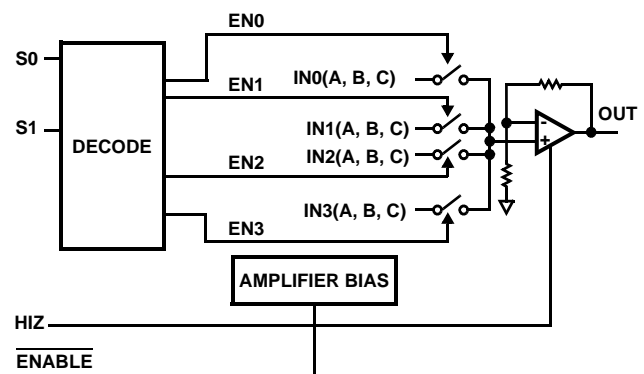 EN0
S0
IN0(A, B, C)
EN1
OUT
S1
IN1(A, B, C)
-
DECODE
+
EN2
IN2(A, B, C)
IN3(A, B, C)
EN3
AMPLIFIER BIAS
HIZ
ENABLE